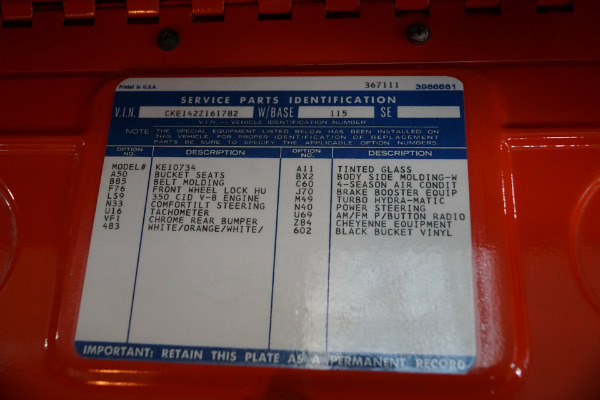 Printed in U.S.A. 367111 3986681
SERVICE PARTS IDENTIFICATION
V.I.N. CKE142Z161782 W/BASE 115 SE
V.I.N. - VEHICLE IDENTIFICATION NUMBER
NOTE: THE SPECIAL EQUIPMENT LISTED BELOW HAS BEEN INSTALLED ON
THIS VEHICLE. FOR PROPER IDENTIFICATION OF REPLACEMENT
PARTS BE SURE TO SPECIFY THE APPLICABLE OPTION NUMBERS.
OPTION NO. DESCRIPTION OPTION NO. DESCRIPTION
MODEL# KE10734 A11 TINTED GLASS
A50 BUCKET SEATS BX2 BODY SIDE MOLDING-W
B85 BELT MOLDING C60 4-SEASON AIR CONDIT
F76 FRONT WHEEL LOCK HU J70 BRAKE BOOSTER EQUIP
LS9 350 CID V-8 ENGINE M49 TURBO HYDRA-MATIC
N33 COMFORTILT STEERING N40 POWER STEERING
U16 TACHOMETER U69 AM/FM P/BUTTON RADIO
VF1 CHROME REAR BUMPER Z84 CHEYENNE EQUIPMENT
483 WHITE/ORANGE/WHITE/ 602 BLACK BUCKET VINYL
IMPORTANT: RETAIN THIS PLATE AS A PERMANENT RECORD